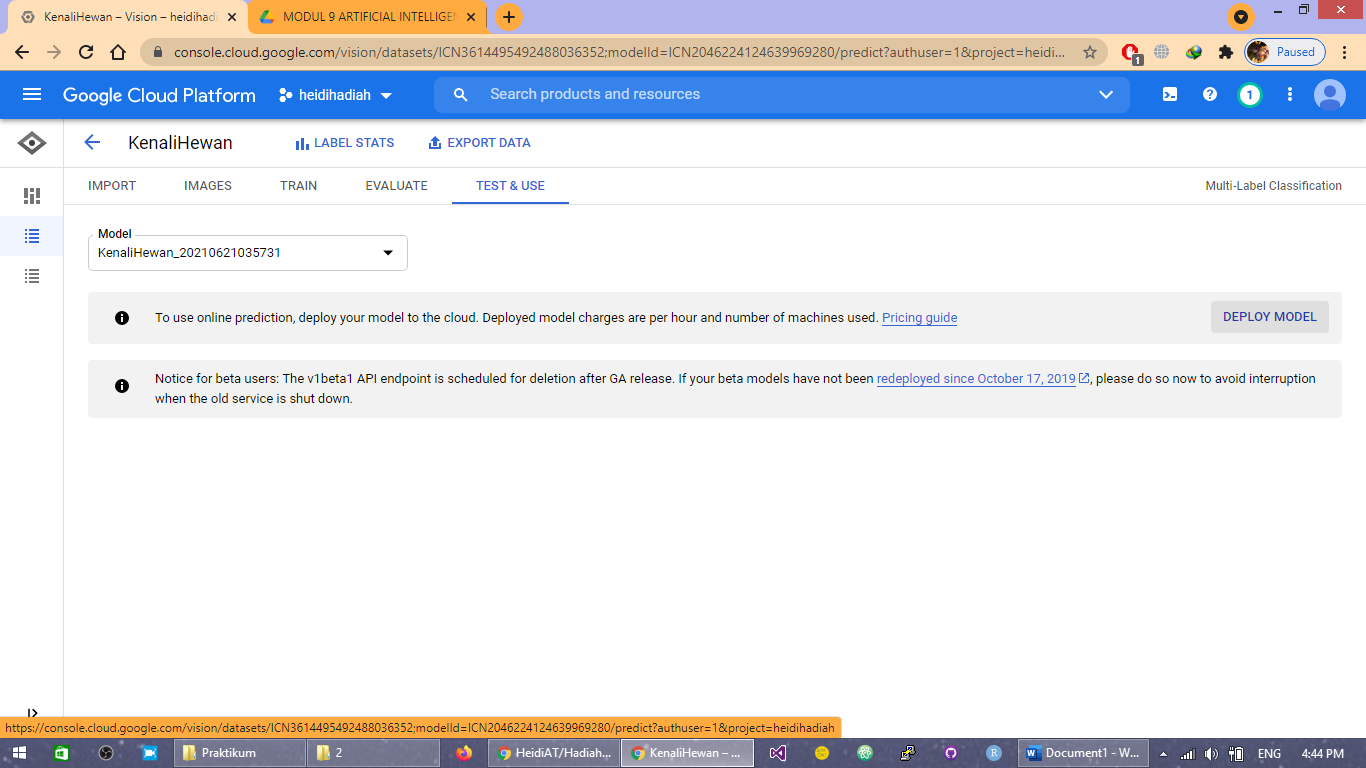 KenaliHewan – Vision – heidihadi
MODUL 9 ARTIFICIAL INTELLIGEN
console.cloud.google.com/vision/datasets/ICN3614495492488036352;modelId=ICN2046224124639969280/predict?authuser=1&project=heidi...
1
Paused
Google Cloud Platform
heidihadiah
Search products and resources
1
KenaliHewan
LABEL STATS
EXPORT DATA
IMPORT
IMAGES
TRAIN
EVALUATE
TEST & USE
Multi-Label Classification
Model
KenaliHewan_20210621035731
To use online prediction, deploy your model to the cloud. Deployed model charges are per hour and number of machines used. Pricing guide
DEPLOY MODEL
Notice for beta users: The v1beta1 API endpoint is scheduled for deletion after GA release. If your beta models have not been redeployed since October 17, 2019, please do so now to avoid interruption
when the old service is shut down.
https://console.cloud.google.com/vision/datasets/ICN3614495492488036352;modelId=ICN2046224124639969280/predict?authuser=1&project=heidihadiah
Praktikum
2
HeidiAT/Hadiah...
KenaliHewan – ...
R
Document1 - W...
ENG
4:44 PM